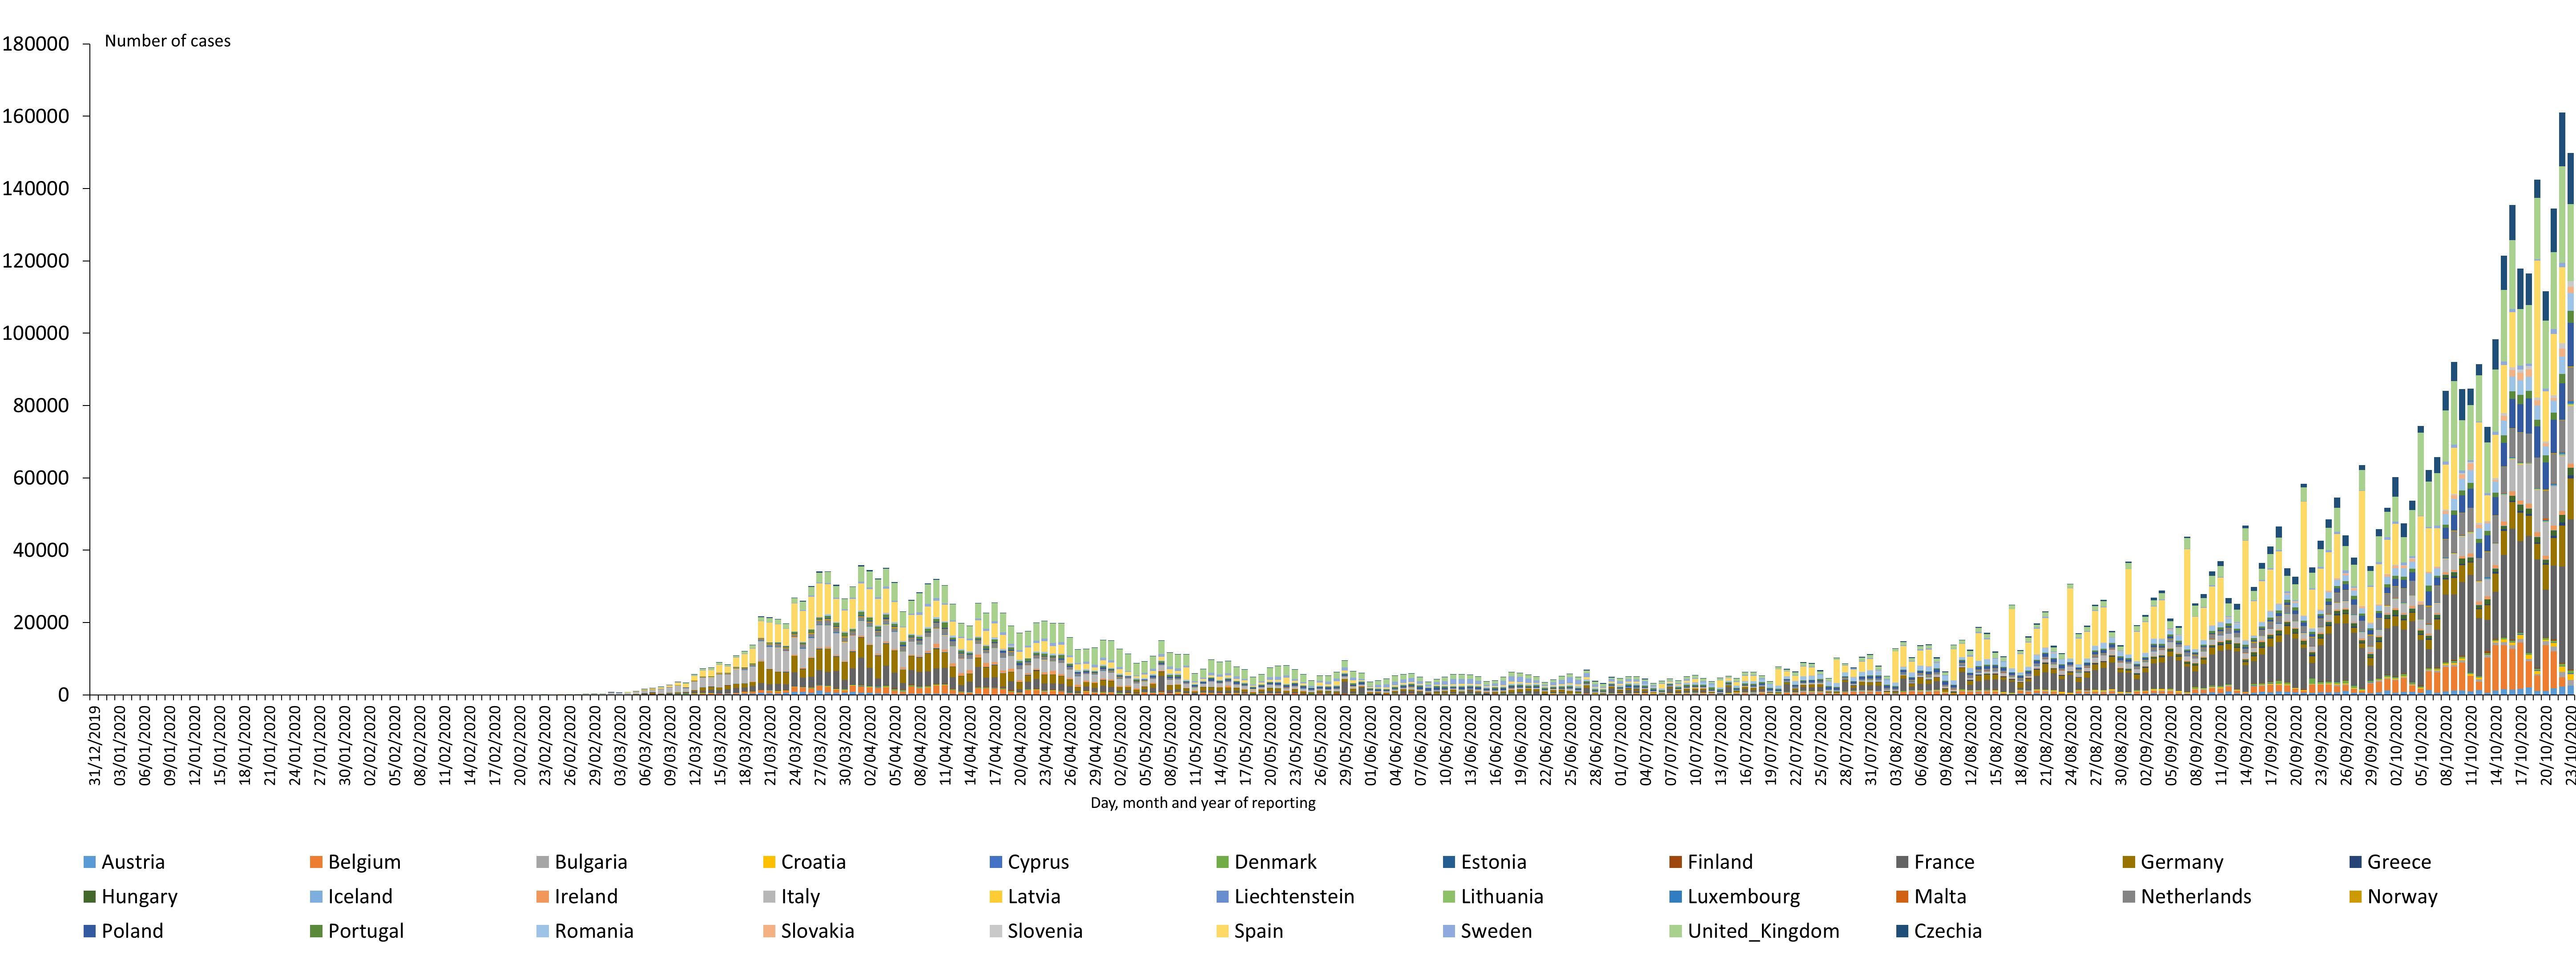 Number of cases
180000
160000
140000
120000
100000
80000
60000
40000
20000
0
31/12/2019 03/01/2020 06/01/2020 09/01/2020 12/01/2020 15/01/2020 18/01/2020 21/01/2020 24/01/2020 27/01/2020 30/01/2020 02/02/2020 05/02/2020 08/02/2020 11/02/2020 14/02/2020 17/02/2020 20/02/2020 23/02/2020 26/02/2020 29/02/2020 03/03/2020 06/03/2020 09/03/2020 12/03/2020 15/03/2020 18/03/2020 21/03/2020 24/03/2020 27/03/2020 30/03/2020 02/04/2020 05/04/2020 08/04/2020 11/04/2020 14/04/2020 17/04/2020 20/04/2020 23/04/2020 26/04/2020 29/04/2020 02/05/2020 05/05/2020 08/05/2020 11/05/2020 14/05/2020 17/05/2020 20/05/2020 23/05/2020 26/05/2020 29/05/2020 01/06/2020 04/06/2020 07/06/2020 10/06/2020 13/06/2020 16/06/2020 19/06/2020 22/06/2020 25/06/2020 28/06/2020 01/07/2020 04/07/2020 07/07/2020 10/07/2020 13/07/2020 16/07/2020 19/07/2020 22/07/2020 25/07/2020 28/07/2020 31/07/2020 03/08/2020 06/08/2020 09/08/2020 12/08/2020 15/08/2020 18/08/2020 21/08/2020 24/08/2020 27/08/2020 30/08/2020 02/09/2020 05/09/2020 08/09/2020 11/09/2020 14/09/2020 17/09/2020 20/09/2020 23/09/2020 26/09/2020 29/09/2020 02/10/2020 05/10/2020 08/10/2020 11/10/2020 14/10/2020 17/10/2020 20/10/2020 23/10/2020
Day, month and year of reporting
Austria Belgium Bulgaria Croatia Cyprus Denmark Estonia Finland France Germany Greece
Hungary Iceland Ireland Italy Latvia Liechtenstein Lithuania Luxembourg Malta Netherlands Norway
Poland Portugal Romania Slovakia Slovenia Spain Sweden United_Kingdom Czechia